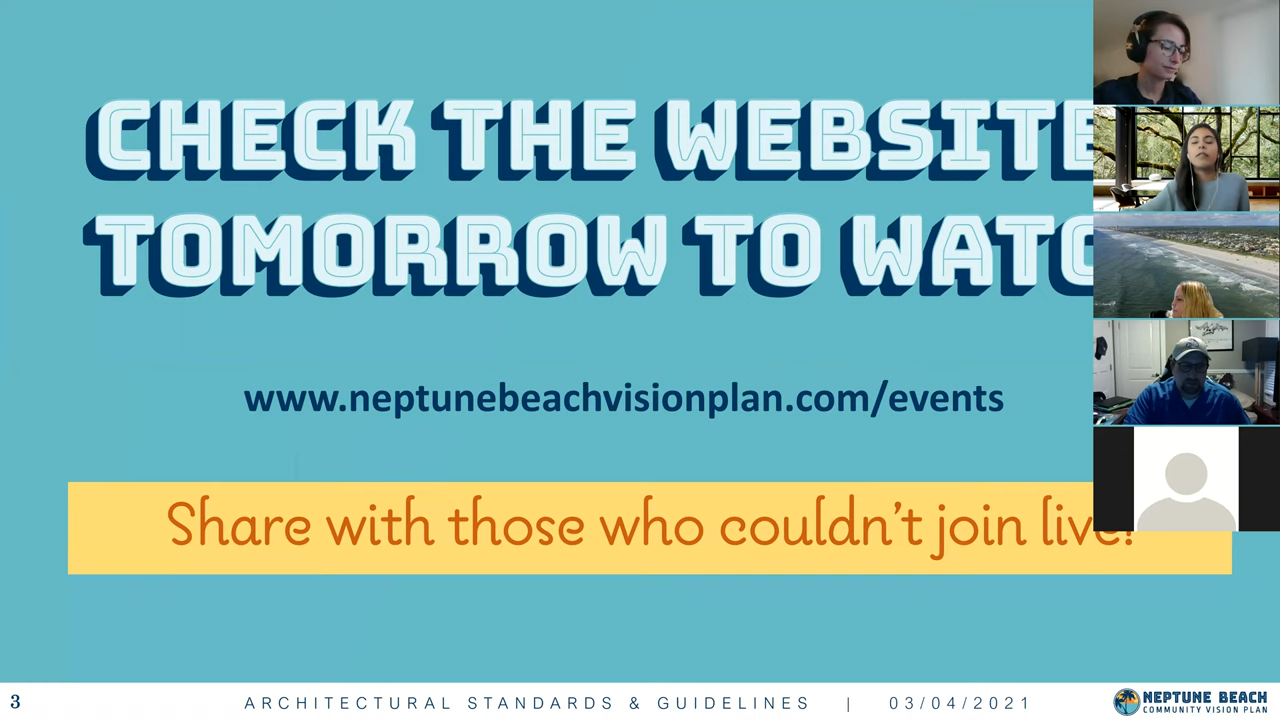 CHECK THE WEBSITE
TOMORROW TO WATC
www.neptunebeachvisionplan.com/events
Share with those who couldn't join live!
3
ARCHITECTURAL STANDARDS & GUIDELINES | 03/04/2021
NEPTUNE BEACH
COMMUNITY VISION PLAN